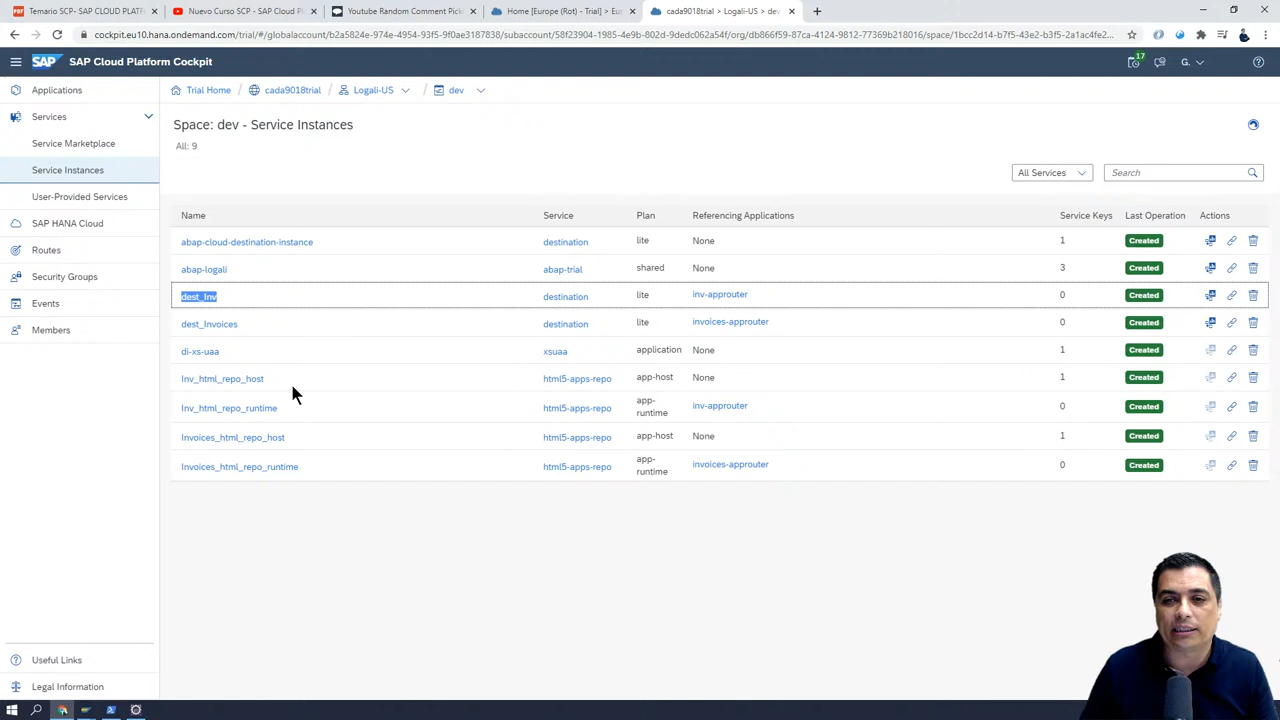 Temario SCP- SAP CLOUD PLATF
Nuevo Curso SCP - SAP Cloud Pl
Youtube Random Comment Pick
Home [Europe (Rot) - Trial] > Eu
cada9018trial > Logali-US > dev
cockpit.eu10.hana.ondemand.com/trial/#/globalaccount/b2a5824e-974e-4954-93f5-9f0ae3187838/subaccount/58f23904-1985-4e9b-802d-9dedc062a54f/org/db866f59-87ca-4124-9812-77369b218016/space/1bcc2d14-b7f5-43e2-b3f5-2a1ac4fe2...
SAP SAP Cloud Platform Cockpit
17
G.
Applications
Services
Service Marketplace
Service Instances
User-Provided Services
SAP HANA Cloud
Routes
Security Groups
Events
Members
Useful Links
Legal Information
Trial Home / cada9018trial / Logali-US / dev
Space: dev - Service Instances
All: 9
All Services
Search
Name Service Plan Referencing Applications Service Keys Last Operation Actions
abap-cloud-destination-instance destination lite None 1 Created
abap-logali abap-trial shared None 3 Created
dest_Inv destination lite inv-approuter 0 Created
dest_Invoices destination lite invoices-approuter 0 Created
di-xs-uaa xsuaa application None 1 Created
Inv_html_repo_host html5-apps-repo app-host None 1 Created
Inv_html_repo_runtime html5-apps-repo app-runtime inv-approuter 0 Created
Invoices_html_repo_host html5-apps-repo app-host None 1 Created
Invoices_html_repo_runtime html5-apps-repo app-runtime invoices-approuter 0 Created